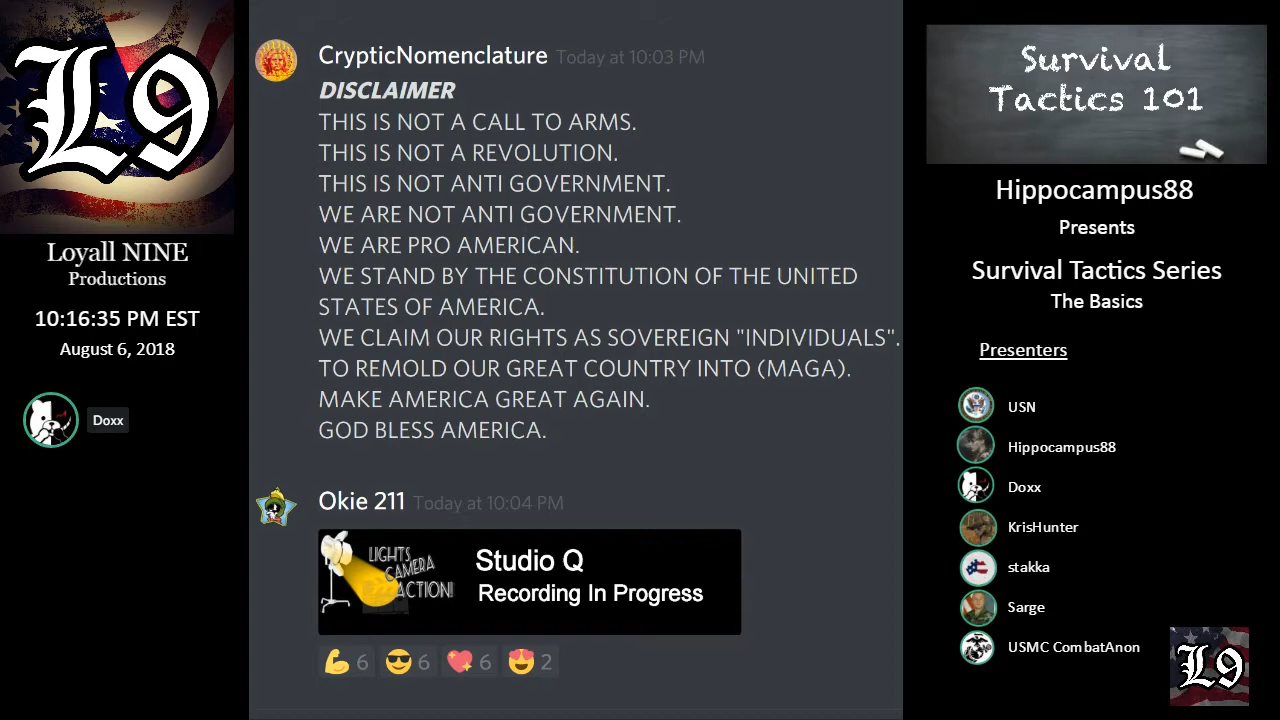 L9
Loyall NINE
Productions
10:16:35 PM EST
August 6, 2018
Doxx
CrypticNomenclature Today at 10:03 PM
DISCLAIMER
THIS IS NOT A CALL TO ARMS.
THIS IS NOT A REVOLUTION.
THIS IS NOT ANTI GOVERNMENT.
WE ARE NOT ANTI GOVERNMENT.
WE ARE PRO AMERICAN.
WE STAND BY THE CONSTITUTION OF THE UNITED
STATES OF AMERICA.
WE CLAIM OUR RIGHTS AS SOVEREIGN "INDIVIDUALS".
TO REMOLD OUR GREAT COUNTRY INTO (MAGA).
MAKE AMERICA GREAT AGAIN.
GOD BLESS AMERICA.
Okie 211 Today at 10:04 PM
LIGHTS
CAMERA
ACTION!
Studio Q
Recording In Progress
6 6 6 2
Survival
Tactics 101
Hippocampus88
Presents
Survival Tactics Series
The Basics
Presenters
USN
Hippocampus88
Doxx
KrisHunter
stakka
Sarge
USMC CombatAnon
L9